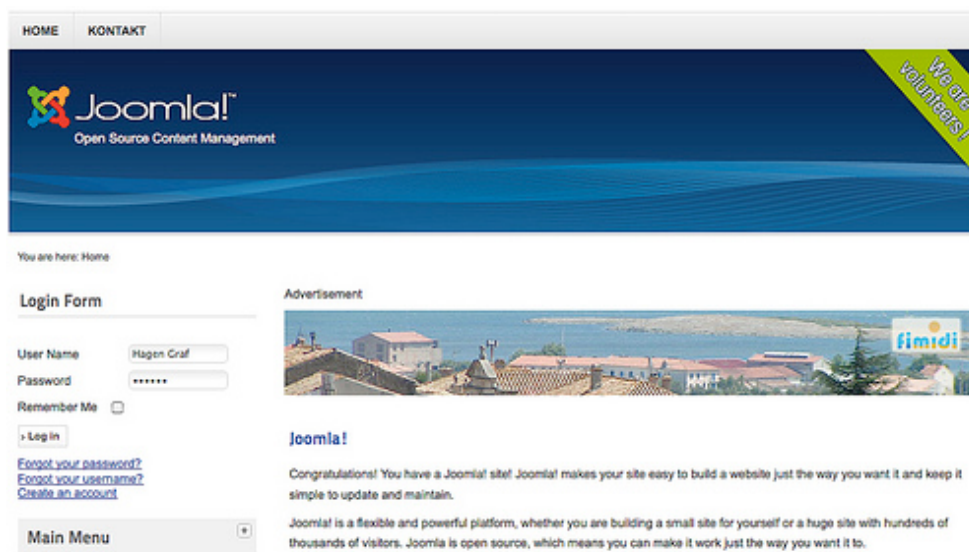 HOME KONTAKT
Joomla!™
Open Source Content Management
We are
volunteers!
You are here: Home
Login Form
User Name Hagen Graf
Password ••••••
Remember Me
› Log in
Forgot your password?
Forgot your username?
Create an account
Main Menu +
Advertisement
fimidi
Joomla!
Congratulations! You have a Joomla! site! Joomla! makes your site easy to build a website just the way you want it and keep it
simple to update and maintain.
Joomla! is a flexible and powerful platform, whether you are building a small site for yourself or a huge site with hundreds of
thousands of visitors. Joomla is open source, which means you can make it work just the way you want it to.